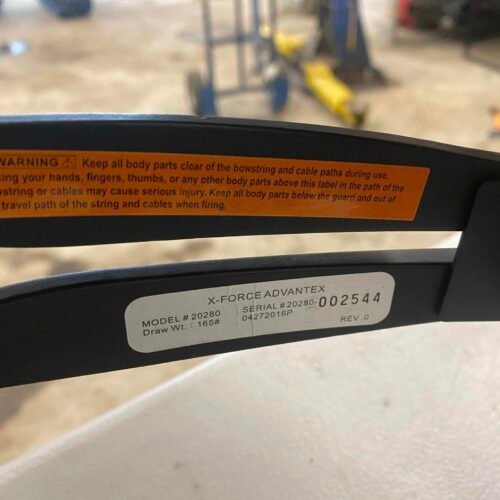 WARNING ⚠ Keep all body parts clear of the bowstring and cable paths during use.
cing your hands, fingers, thumbs, or any other body parts above this label in the path of the
wstring or cables may cause serious injury. Keep all body parts below the guard and out of
travel path of the string and cables when firing.
X-FORCE ADVANTEX
MODEL # 20280 SERIAL # 20280-002544
Draw Wt. : 165# 04272016P REV .0